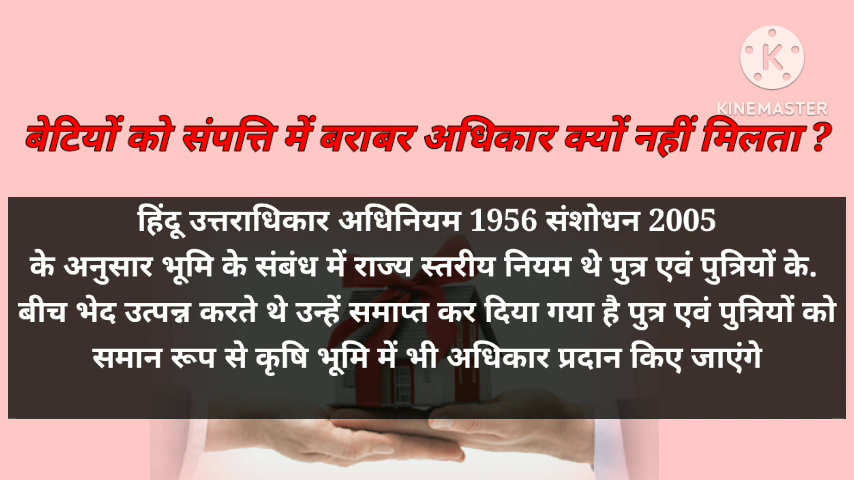 K
KINEMASTER
बेटियों को संपत्ति में बराबर अधिकार क्यों नहीं मिलता ?
हिंदू उत्तराधिकार अधिनियम 1956 संशोधन 2005
के अनुसार भूमि के संबंध में राज्य स्तरीय नियम थे पुत्र एवं पुत्रियों के.
बीच भेद उत्पन्न करते थे उन्हें समाप्त कर दिया गया है पुत्र एवं पुत्रियों को
समान रूप से कृषि भूमि में भी अधिकार प्रदान किए जाएंगे